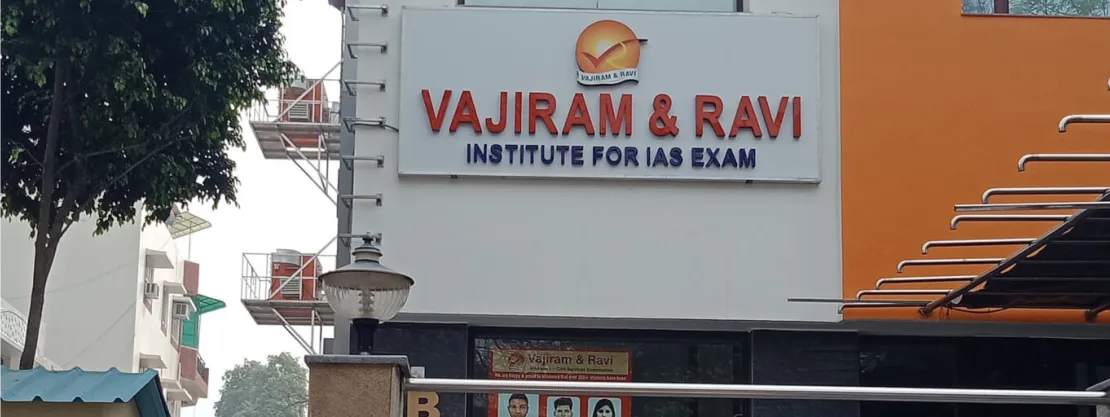 VAJIRAM & RAVI
VAJIRAM & RAVI
INSTITUTE FOR IAS EXAM
Vajiram & Ravi
B